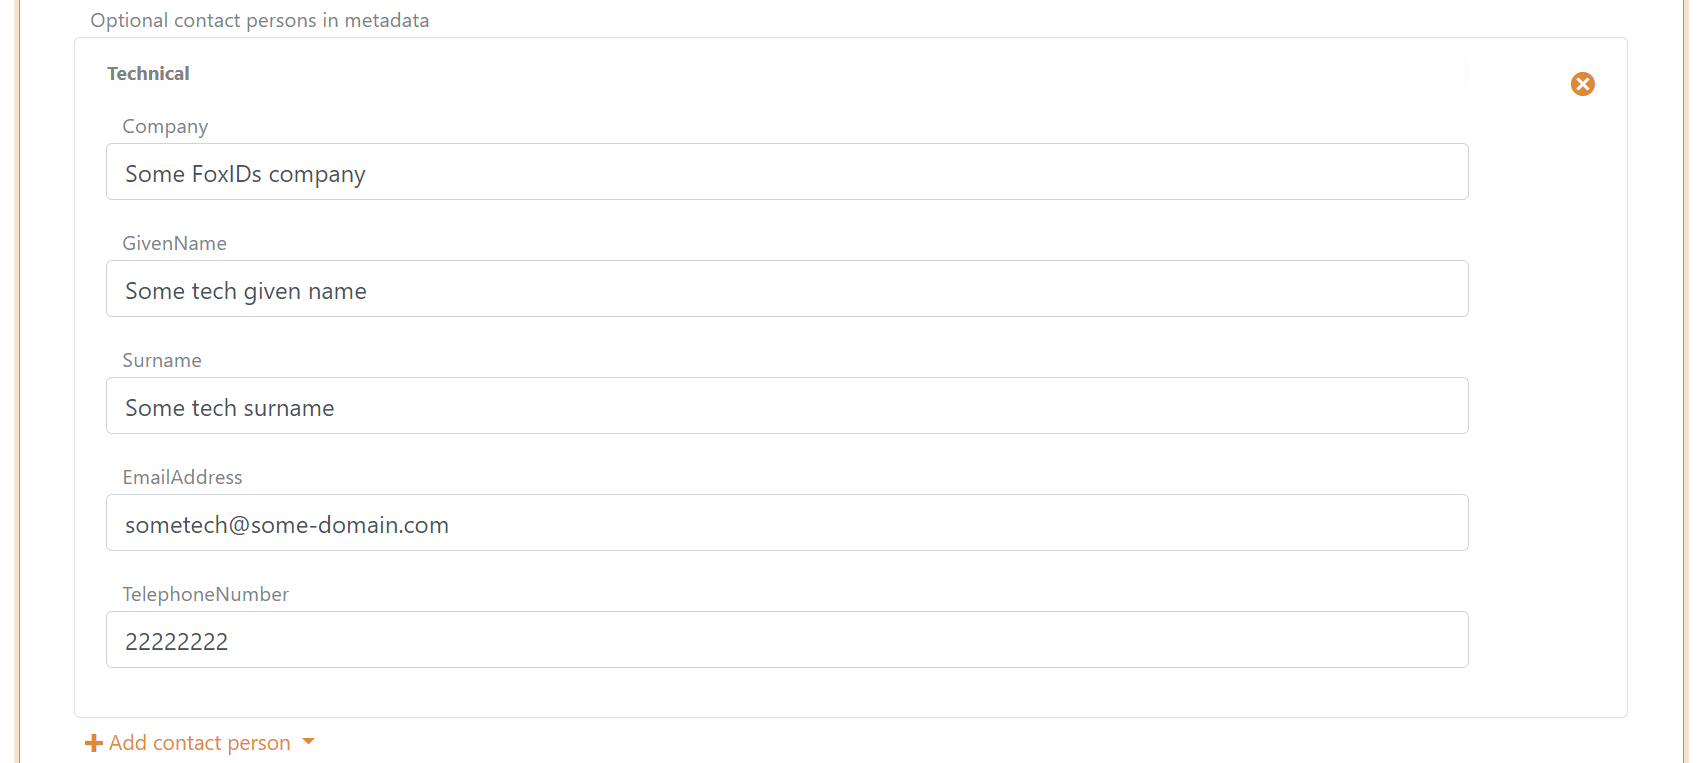 Optional contact persons in metadata
Technical
Company
Some FoxIDs company
GivenName
Some tech given name
Surname
Some tech surname
EmailAddress
sometech@some-domain.com
TelephoneNumber
22222222
Add contact person